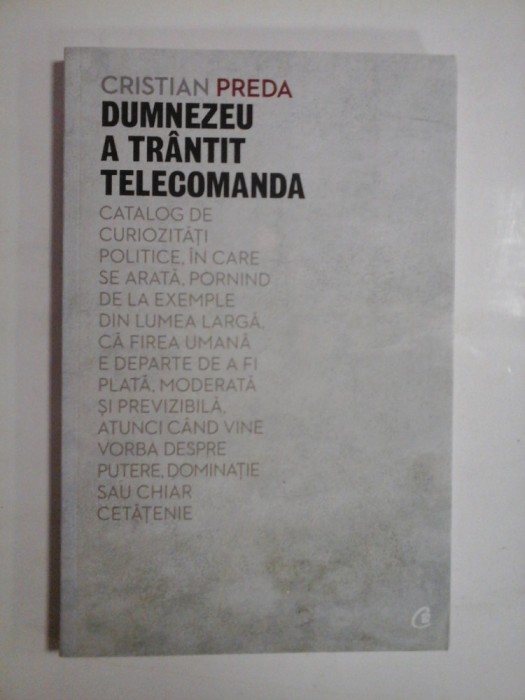 CRISTIAN PREDA
DUMNEZEU
A TRÂNTIT
TELECOMANDA
CATALOG DE
CURIOZITĂȚI
POLITICE, ÎN CARE
SE ARATĂ, PORNIND
DE LA EXEMPLE
DIN LUMEA LARGĂ,
CĂ FIREA UMANĂ
E DEPARTE DE A FI
PLATĂ, MODERATĂ
ȘI PREVIZIBILĂ,
ATUNCI CÂND VINE
VORBA DESPRE
PUTERE, DOMINAȚIE
SAU CHIAR
CETĂȚENIE